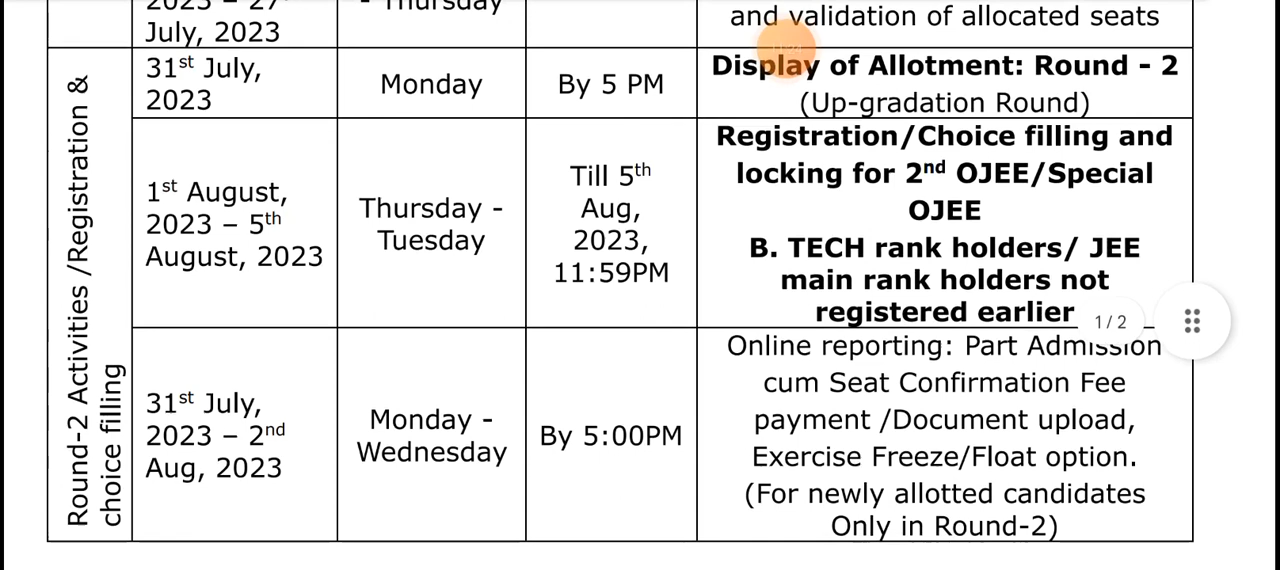 2023 – 27th
July, 2023
- Thursday
and validation of allocated seats
Round-2 Activities /Registration &
choice filling
31st July,
2023
Monday
By 5 PM
Display of Allotment: Round - 2
(Up-gradation Round)
1st August,
2023 – 5th
August, 2023
Thursday -
Tuesday
Till 5th
Aug,
2023,
11:59PM
Registration/Choice filling and
locking for 2nd OJEE/Special
OJEE
B. TECH rank holders/ JEE
main rank holders not
registered earlier
1/2
31st July,
2023 – 2nd
Aug, 2023
Monday -
Wednesday
By 5:00PM
Online reporting: Part Admission
cum Seat Confirmation Fee
payment /Document upload,
Exercise Freeze/Float option.
(For newly allotted candidates
Only in Round-2)